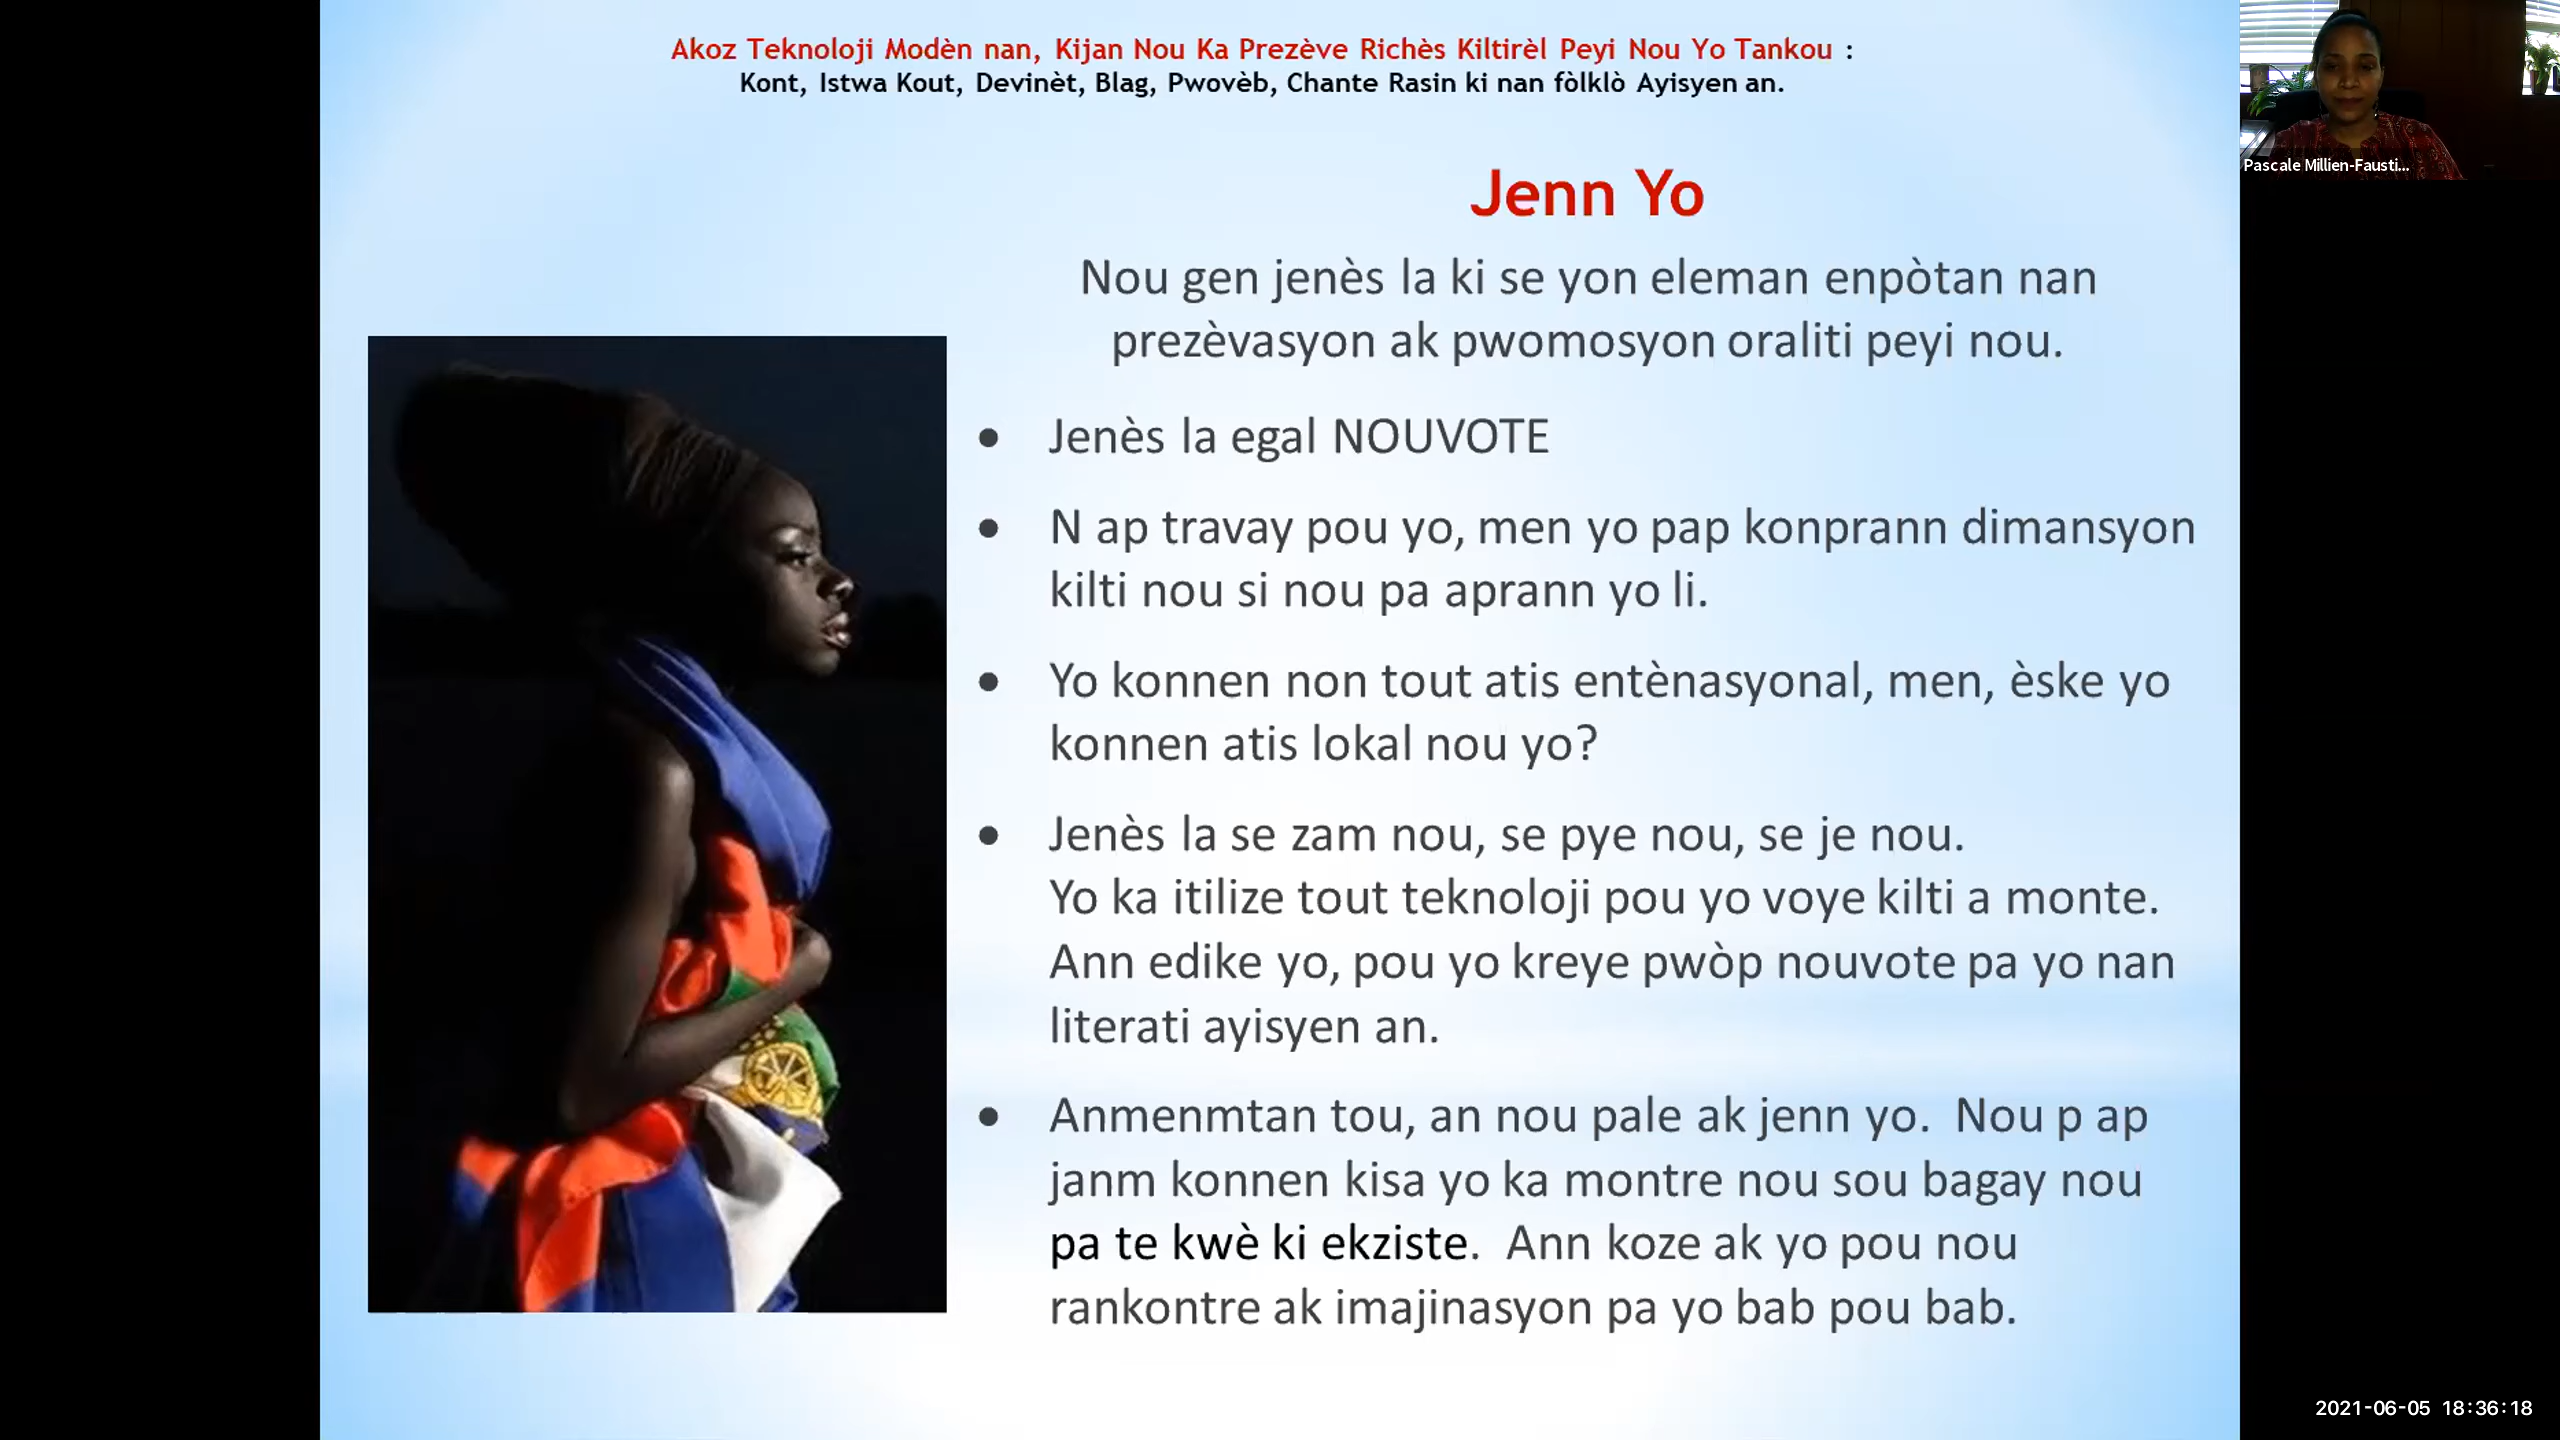 Akoz Teknoloji Modèn nan, Kijan Nou Ka Prezève Richès Kiltirèl Peyi Nou Yo Tankou :
Kont, Istwa Kout, Devinèt, Blag, Pwovèb, Chante Rasin ki nan fòlklò Ayisyen an.
Pascale Millien-Fausti...
Jenn Yo
Nou gen jenès la ki se yon eleman enpòtan nan
prezèvasyon ak pwomosyon oraliti peyi nou.
• Jenès la egal NOUVOTE
• N ap travay pou yo, men yo pap konprann dimansyon
kilti nou si nou pa aprann yo li.
• Yo konnen non tout atis entènasyonal, men, èske yo
konnen atis lokal nou yo?
• Jenès la se zam nou, se pye nou, se je nou.
Yo ka itilize tout teknoloji pou yo voye kilti a monte.
Ann edike yo, pou yo kreye pwòp nouvote pa yo nan
literati ayisyen an.
• Anmenmtan tou, an nou pale ak jenn yo. Nou p ap
janm konnen kisa yo ka montre nou sou bagay nou
pa te kwè ki ekziste. Ann koze ak yo pou nou
rankontre ak imajinasyon pa yo bab pou bab.
2021-06-05 18:36:18